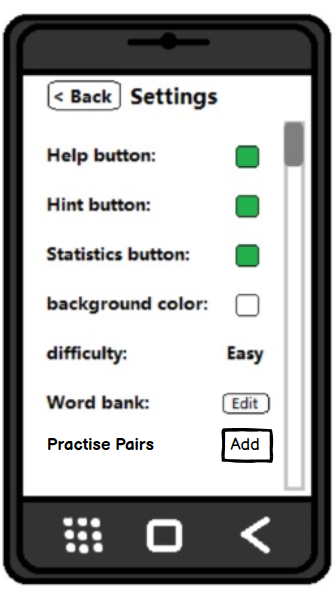 < Back Settings
Help button:
Hint button:
Statistics button:
background color:
difficulty: Easy
Word bank: Edit
Practise Pairs Add